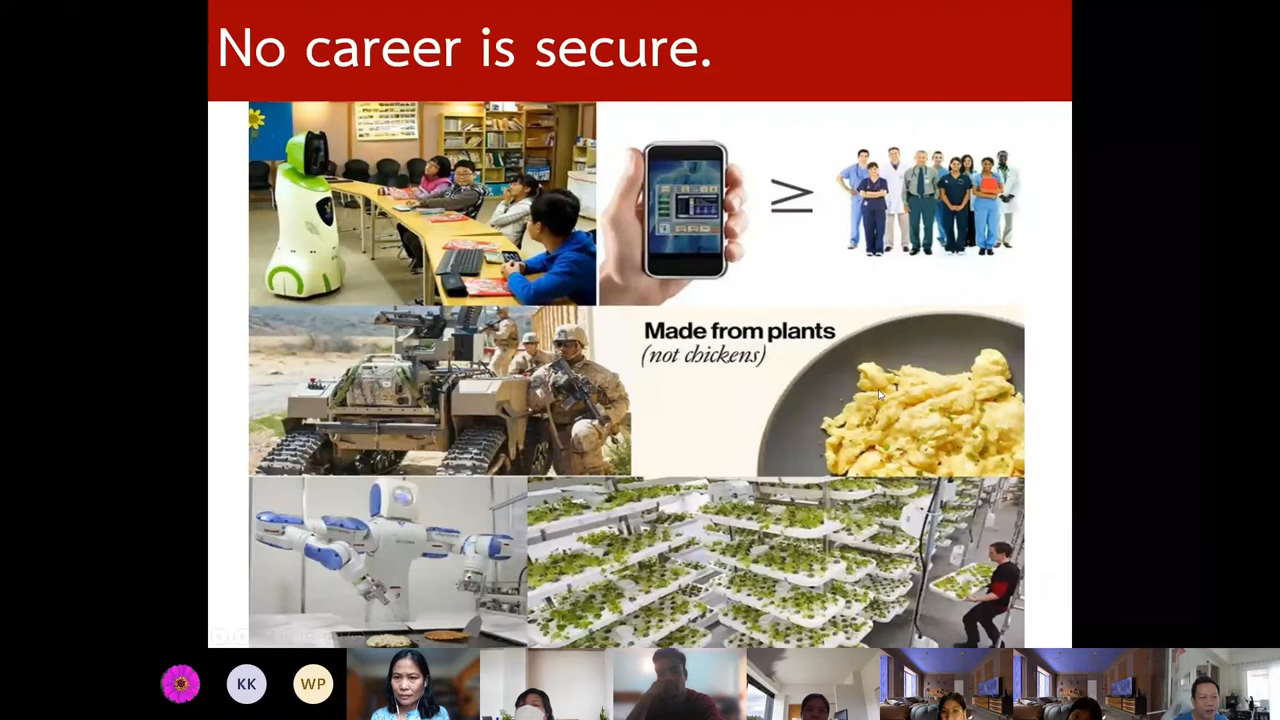 No career is secure.
≥
Made from plants
(not chickens)
KK
WP